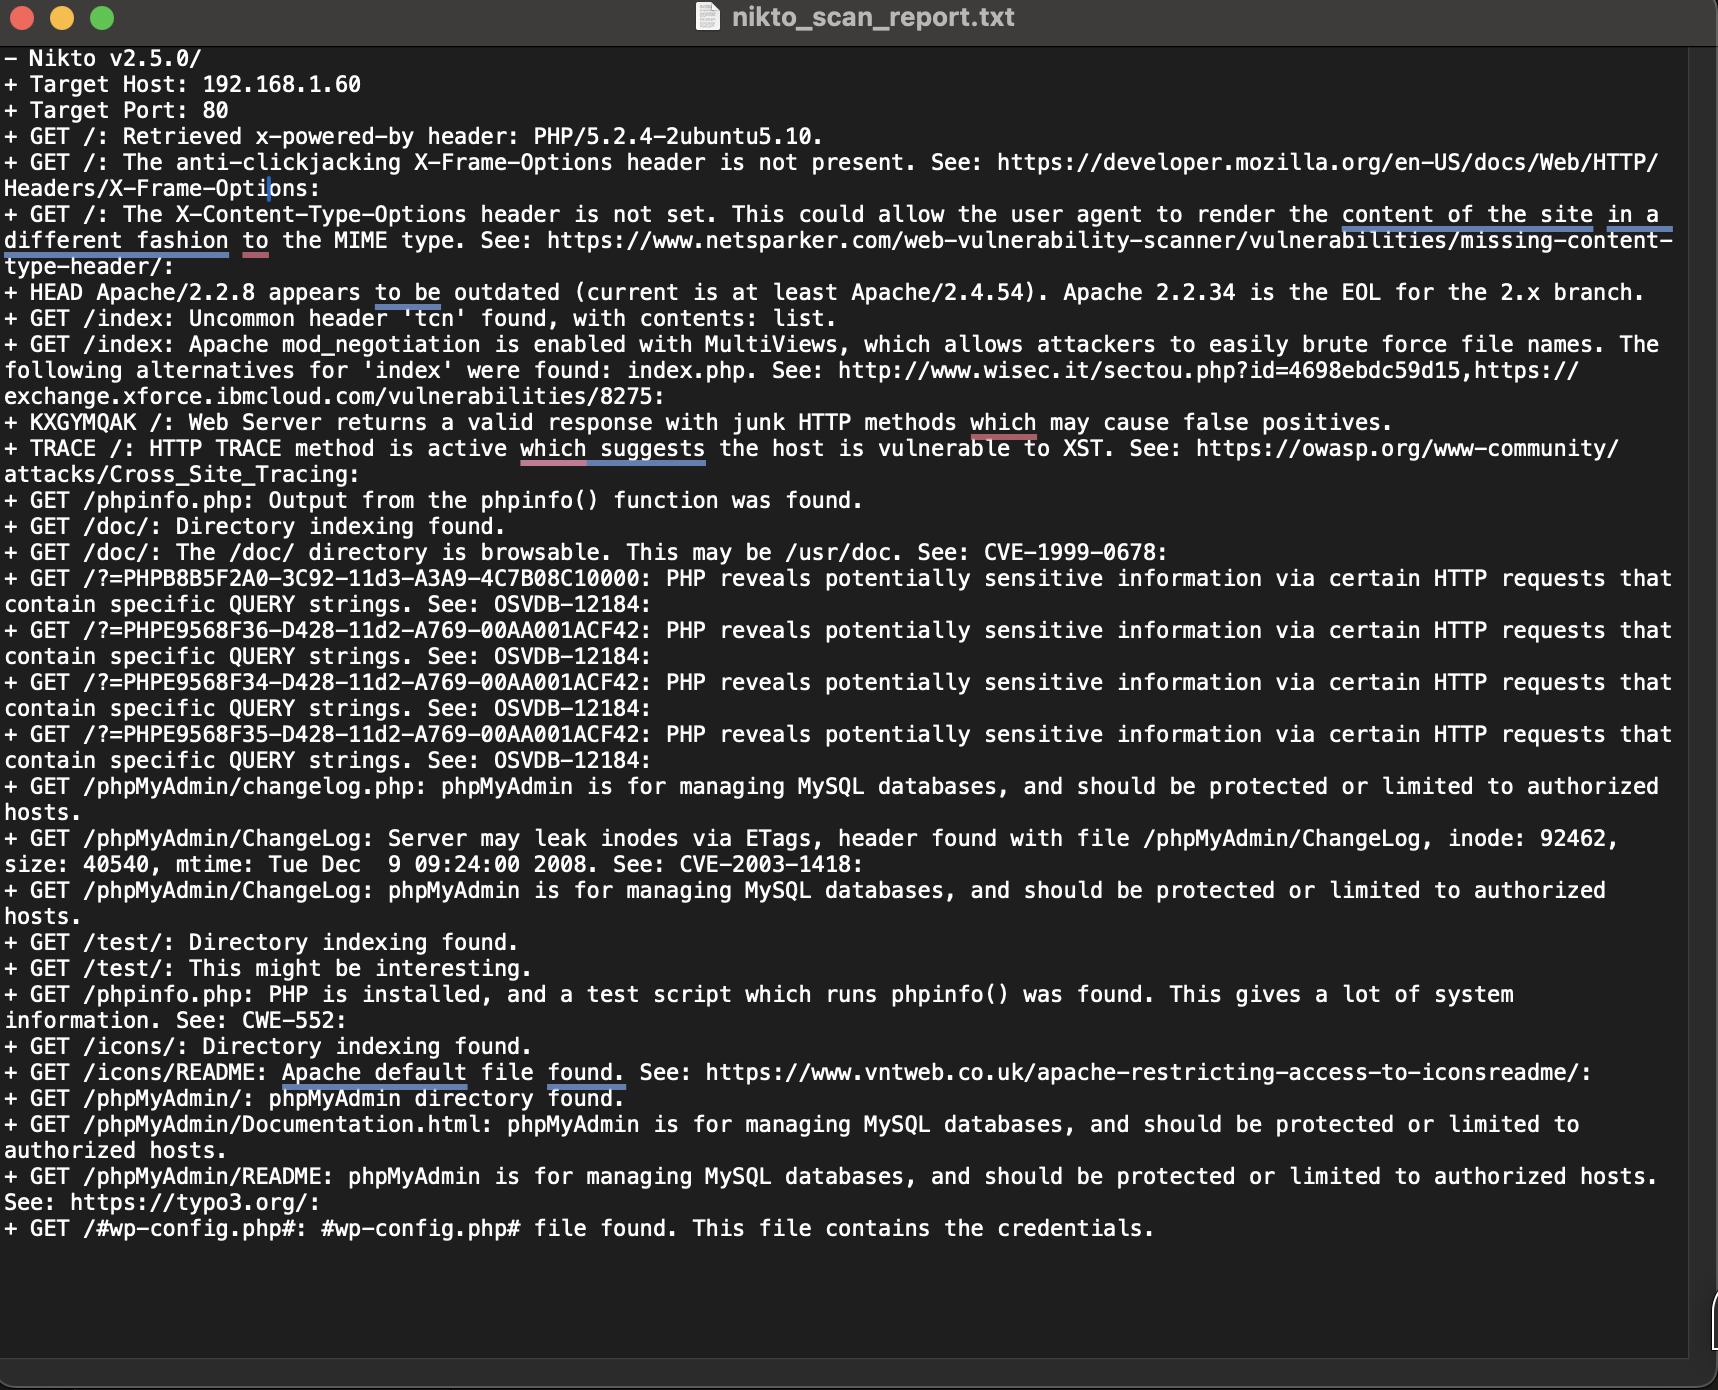 nikto_scan_report.txt
- Nikto v2.5.0/
+ Target Host: 192.168.1.60
+ Target Port: 80
+ GET /: Retrieved x-powered-by header: PHP/5.2.4-2ubuntu5.10.
+ GET /: The anti-clickjacking X-Frame-Options header is not present. See: https://developer.mozilla.org/en-US/docs/Web/HTTP/
Headers/X-Frame-Options:
+ GET /: The X-Content-Type-Options header is not set. This could allow the user agent to render the content of the site in a
different fashion to the MIME type. See: https://www.netsparker.com/web-vulnerability-scanner/vulnerabilities/missing-content-
type-header/:
+ HEAD Apache/2.2.8 appears to be outdated (current is at least Apache/2.4.54). Apache 2.2.34 is the EOL for the 2.x branch.
+ GET /index: Uncommon header 'tcn' found, with contents: list.
+ GET /index: Apache mod_negotiation is enabled with MultiViews, which allows attackers to easily brute force file names. The
following alternatives for 'index' were found: index.php. See: http://www.wisec.it/sectou.php?id=4698ebdc59d15,https://
exchange.xforce.ibmcloud.com/vulnerabilities/8275:
+ KXGYMQAK /: Web Server returns a valid response with junk HTTP methods which may cause false positives.
+ TRACE /: HTTP TRACE method is active which suggests the host is vulnerable to XST. See: https://owasp.org/www-community/
attacks/Cross_Site_Tracing:
+ GET /phpinfo.php: Output from the phpinfo() function was found.
+ GET /doc/: Directory indexing found.
+ GET /doc/: The /doc/ directory is browsable. This may be /usr/doc. See: CVE-1999-0678:
+ GET /?=PHPB8B5F2A0-3C92-11d3-A3A9-4C7B08C10000: PHP reveals potentially sensitive information via certain HTTP requests that
contain specific QUERY strings. See: OSVDB-12184:
+ GET /?=PHPE9568F36-D428-11d2-A769-00AA001ACF42: PHP reveals potentially sensitive information via certain HTTP requests that
contain specific QUERY strings. See: OSVDB-12184:
+ GET /?=PHPE9568F34-D428-11d2-A769-00AA001ACF42: PHP reveals potentially sensitive information via certain HTTP requests that
contain specific QUERY strings. See: OSVDB-12184:
+ GET /?=PHPE9568F35-D428-11d2-A769-00AA001ACF42: PHP reveals potentially sensitive information via certain HTTP requests that
contain specific QUERY strings. See: OSVDB-12184:
+ GET /phpMyAdmin/changelog.php: phpMyAdmin is for managing MySQL databases, and should be protected or limited to authorized
hosts.
+ GET /phpMyAdmin/ChangeLog: Server may leak inodes via ETags, header found with file /phpMyAdmin/ChangeLog, inode: 92462,
size: 40540, mtime: Tue Dec  9 09:24:00 2008. See: CVE-2003-1418:
+ GET /phpMyAdmin/ChangeLog: phpMyAdmin is for managing MySQL databases, and should be protected or limited to authorized
hosts.
+ GET /test/: Directory indexing found.
+ GET /test/: This might be interesting.
+ GET /phpinfo.php: PHP is installed, and a test script which runs phpinfo() was found. This gives a lot of system
information. See: CWE-552:
+ GET /icons/: Directory indexing found.
+ GET /icons/README: Apache default file found. See: https://www.vntweb.co.uk/apache-restricting-access-to-iconsreadme/:
+ GET /phpMyAdmin/: phpMyAdmin directory found.
+ GET /phpMyAdmin/Documentation.html: phpMyAdmin is for managing MySQL databases, and should be protected or limited to
authorized hosts.
+ GET /phpMyAdmin/README: phpMyAdmin is for managing MySQL databases, and should be protected or limited to authorized hosts.
See: https://typo3.org/:
+ GET /#wp-config.php#: #wp-config.php# file found. This file contains the credentials.